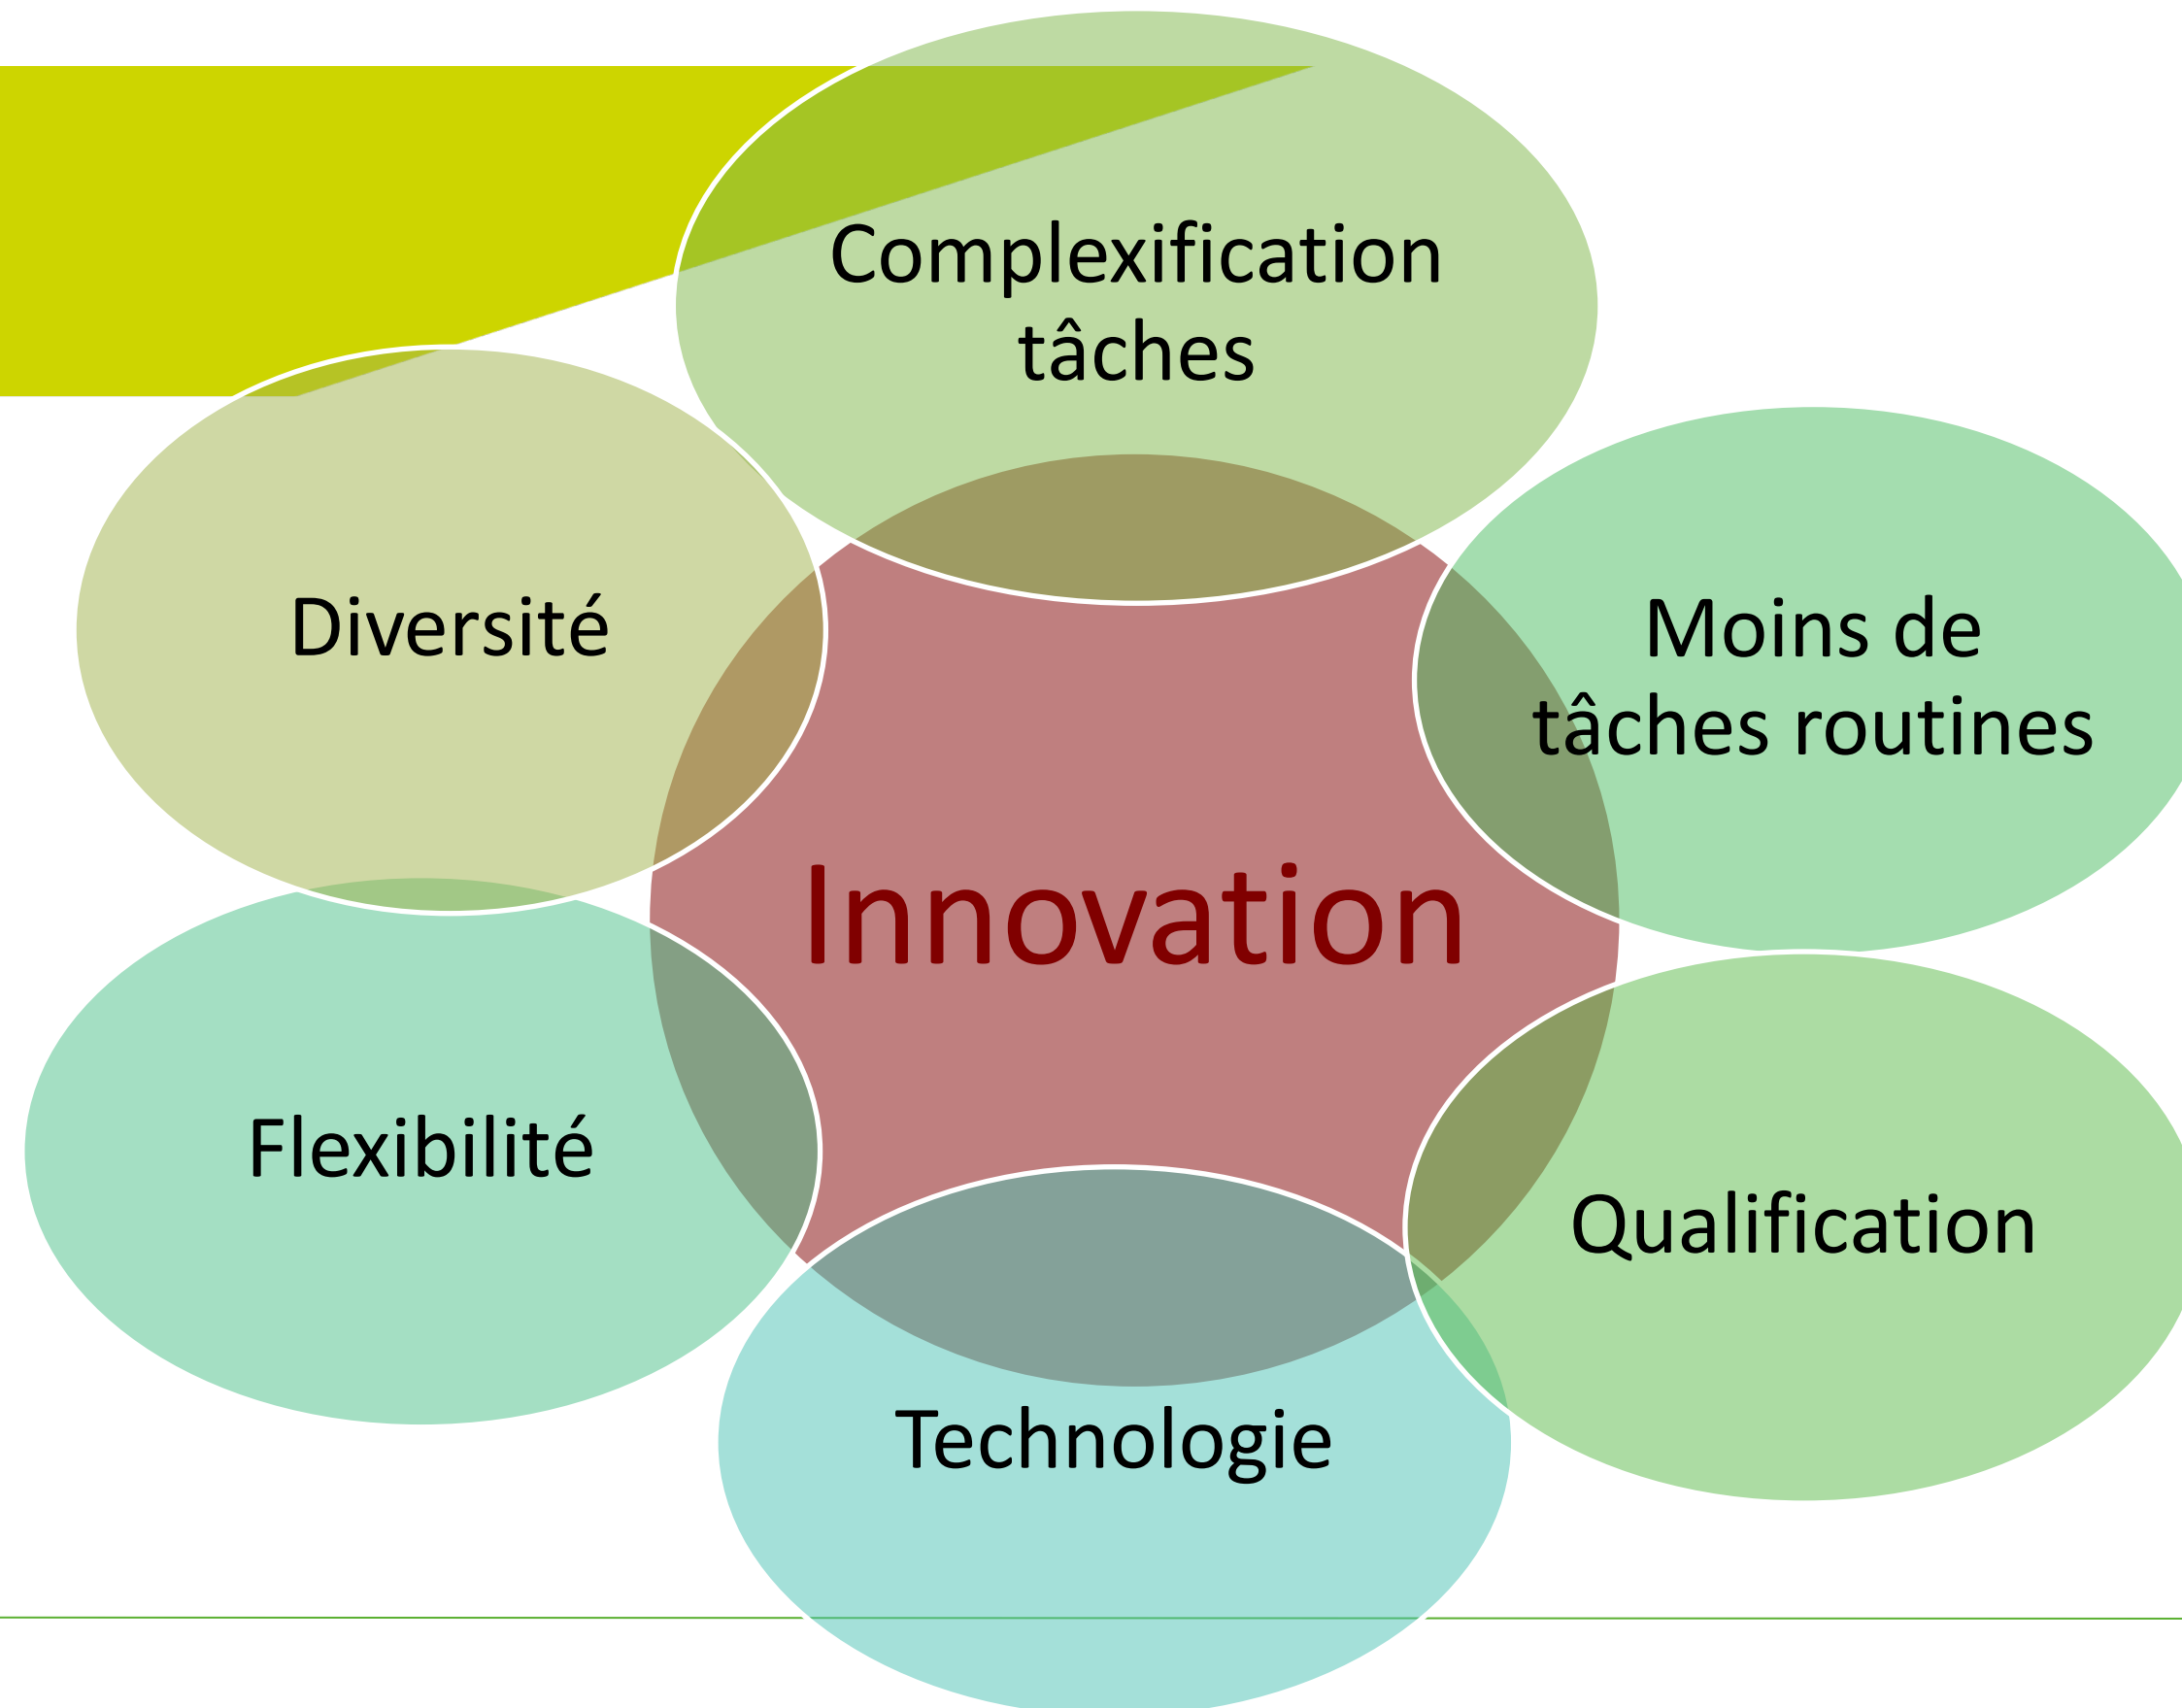 Complexification
tâches
Diversité
Moins de
tâches routines
Innovation
Flexibilité
Qualification
Technologie